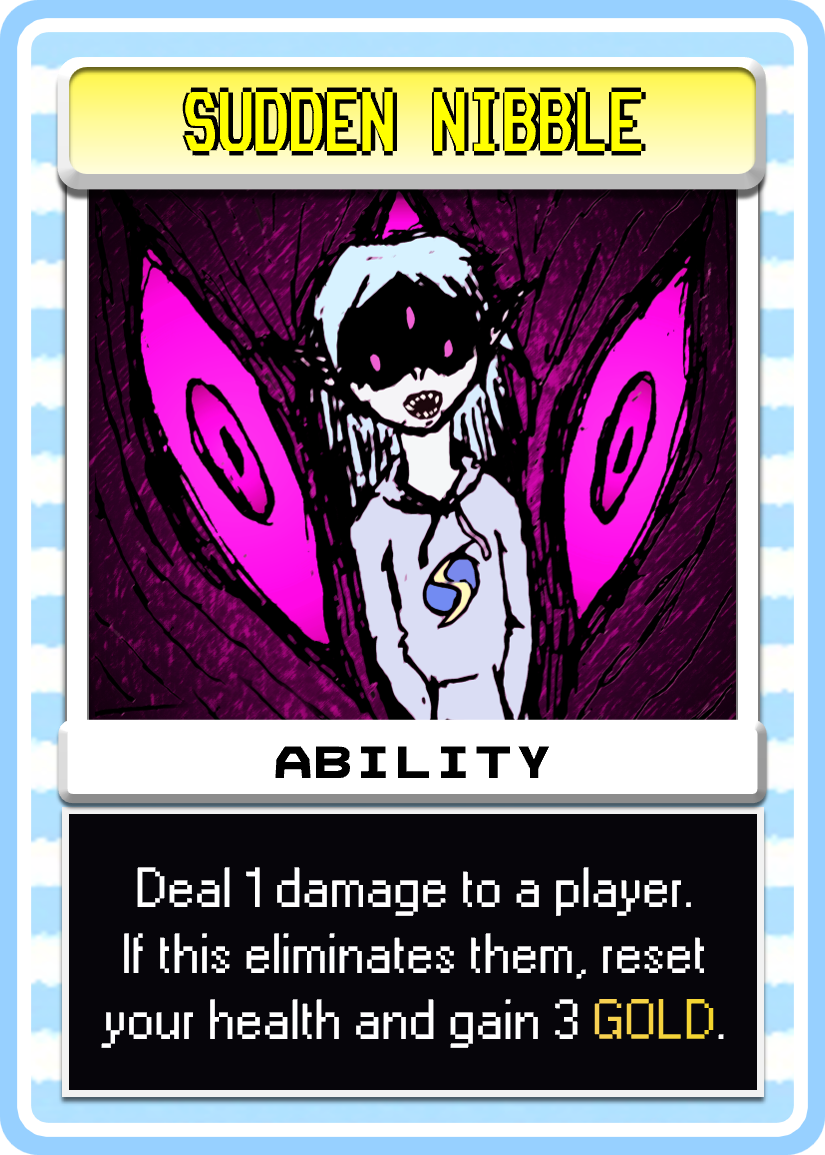 SUDDEN NIBBLE
ABILITY
Deal 1 damage to a player.
If this eliminates them, reset
your health and gain 3 GOLD.